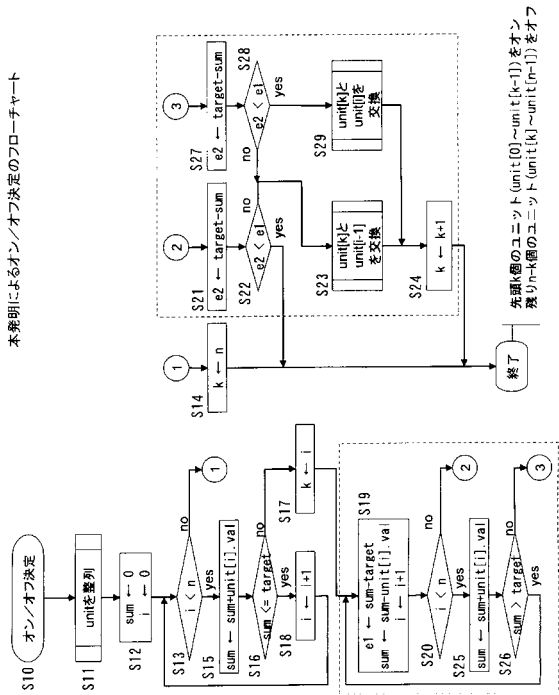 本発明によるオン／オフ決定のフローチャート
S10
オン／オフ決定
S11
unitを整列
S12
sum ← 0
i ← 0
S13
i < n
no
yes
1
S15
sum ← sum+unit[i].val
S16
sum <= target
no
yes
S17
k ← i
S18
i ← i+1
S19
e1 ← sum-target
sum ← sum-unit[i].val
i ← i+1
S20
i < n
no
yes
2
S25
sum ← sum+unit[i].val
S26
sum > target
no
yes
3
1
S14
k ← n
2
S21
e2 ← target-sum
S22
e2 < e1
no
yes
S23
unit[k]と
unit[i-1]
を交換
S24
k ← k+1
3
S27
e2 ← target-sum
S28
e2 < e1
no
yes
S29
unit[k]と
unit[i]を
交換
終了
先頭k個のユニット(unit[0]～unit[k-1])をオン
残りn-k個のユニット(unit[k]～unit[n-1])をオフ